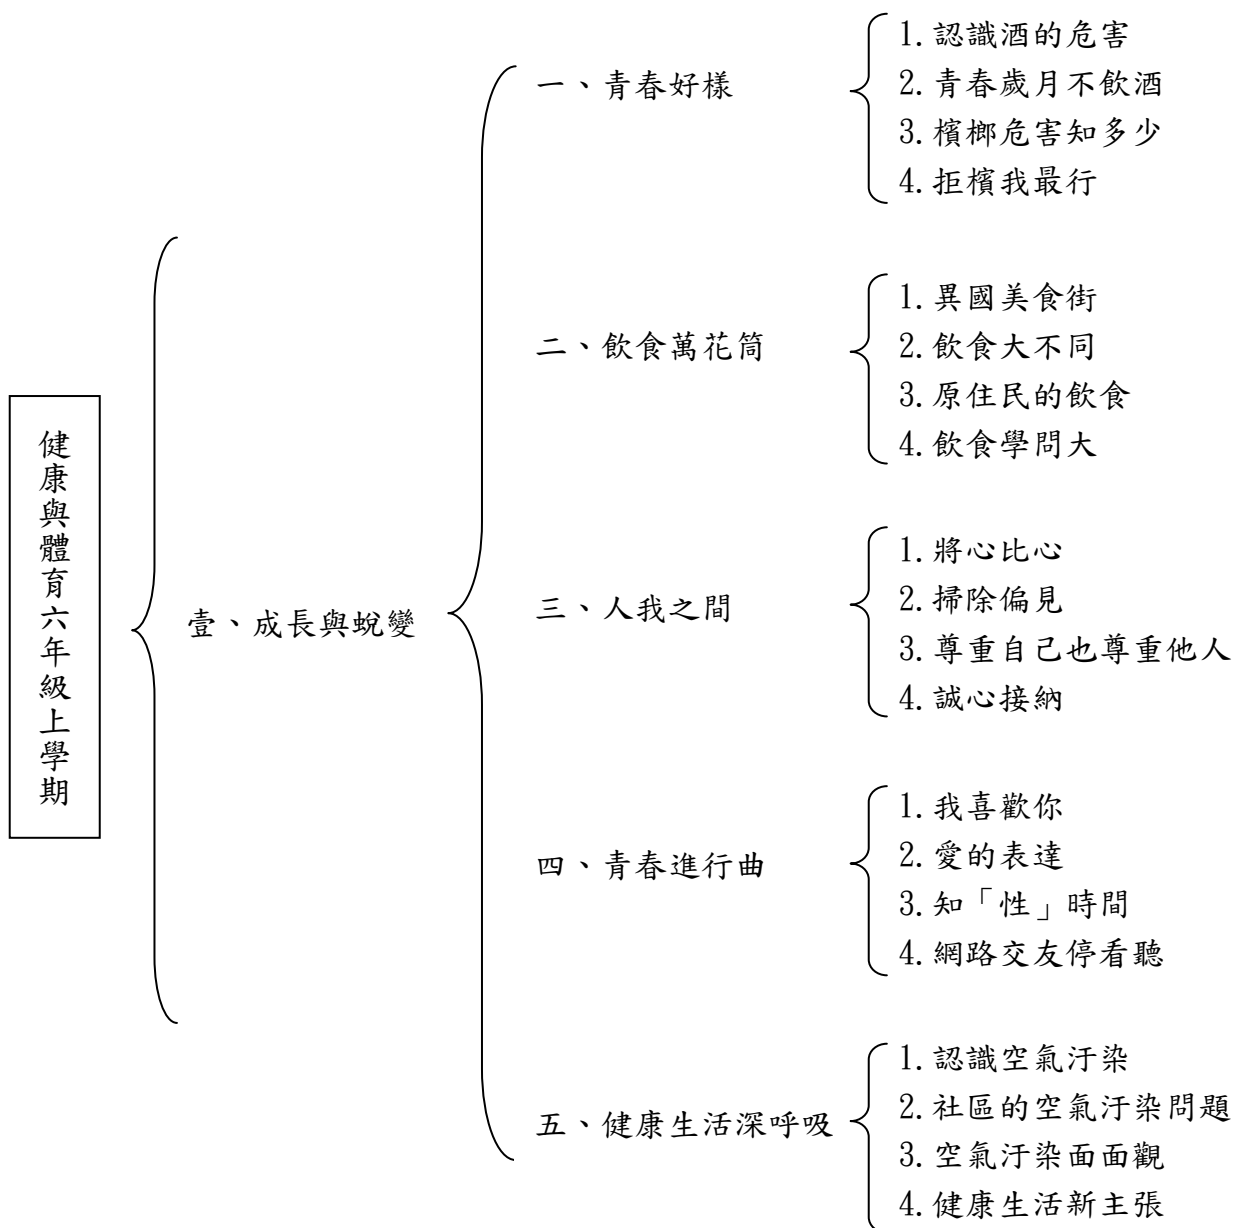 健康與體育六年級上學期
壹、成長與蛻變
一、青春好樣
1.認識酒的危害
2.青春歲月不飲酒
3.檳榔危害知多少
4.拒檳我最行
二、飲食萬花筒
1.異國美食街
2.飲食大不同
3.原住民的飲食
4.飲食學問大
三、人我之間
1.將心比心
2.掃除偏見
3.尊重自己也尊重他人
4.誠心接納
四、青春進行曲
1.我喜歡你
2.愛的表達
3.知「性」時間
4.網路交友停看聽
五、健康生活深呼吸
1.認識空氣汙染
2.社區的空氣汙染問題
3.空氣汙染面面觀
4.健康生活新主張